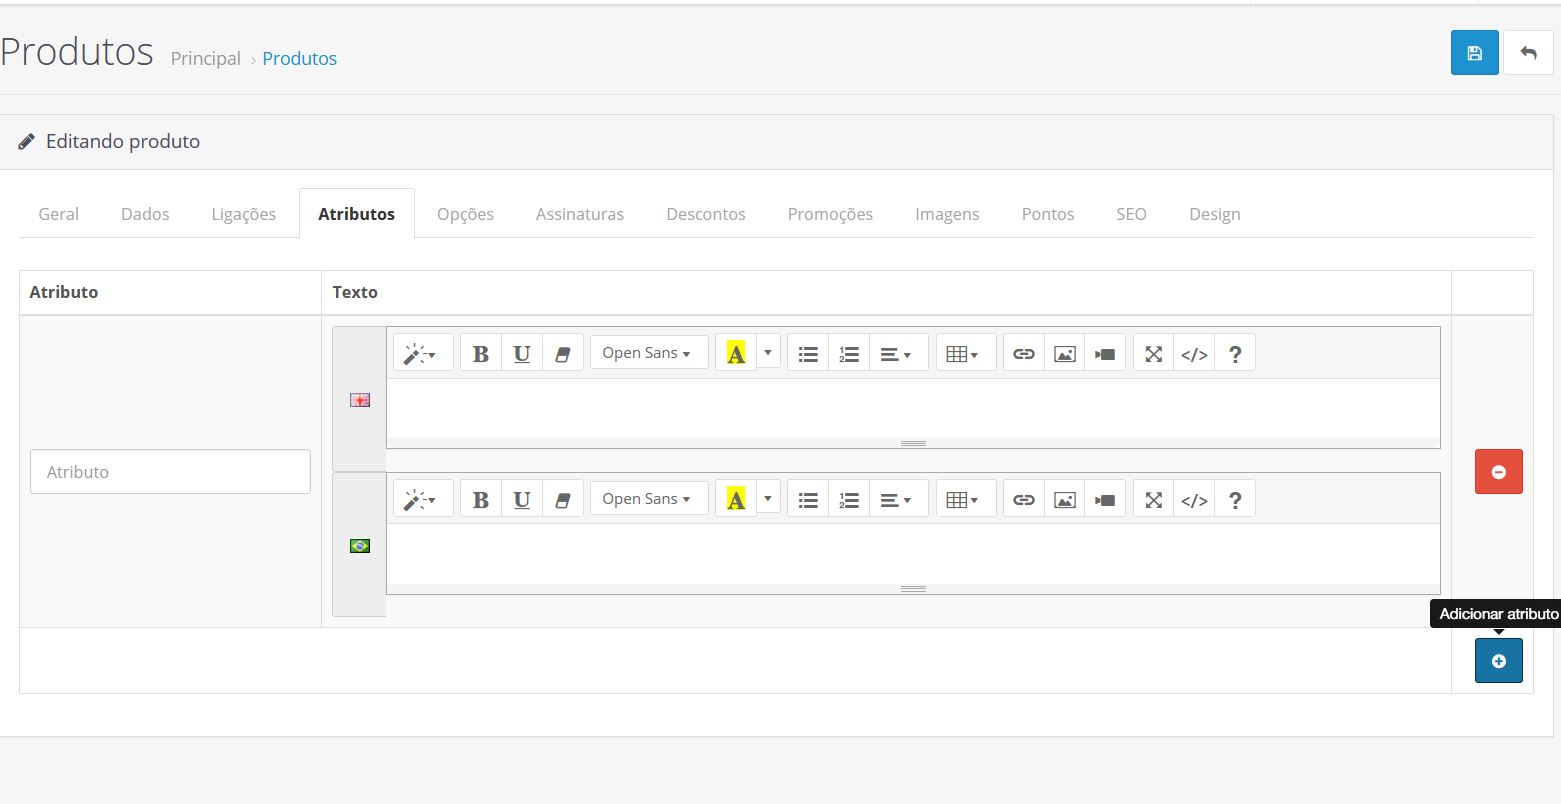 Produtos Principal › Produtos
Editando produto
Geral Dados Ligações Atributos Opções Assinaturas Descontos Promoções Imagens Pontos SEO Design
Atributo Texto
B U Open Sans A </> ?
Atributo
B U Open Sans A </> ?
Adicionar atributo